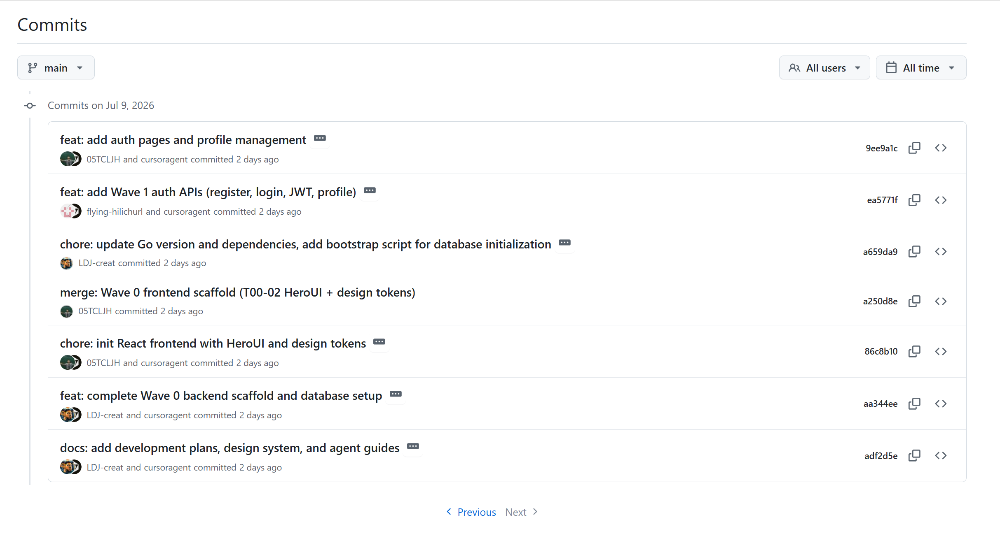 Commits
main
All users
All time
Commits on Jul 9, 2026
feat: add auth pages and profile management
05TCLJH and cursoragent committed 2 days ago
9ee9a1c
feat: add Wave 1 auth APIs (register, login, JWT, profile)
flying-hilichurl and cursoragent committed 2 days ago
ea5771f
chore: update Go version and dependencies, add bootstrap script for database initialization
LDJ-creat committed 2 days ago
a659da9
merge: Wave 0 frontend scaffold (T00-02 HeroUI + design tokens)
05TCLJH committed 2 days ago
a250d8e
chore: init React frontend with HeroUI and design tokens
05TCLJH and cursoragent committed 2 days ago
86c8b10
feat: complete Wave 0 backend scaffold and database setup
LDJ-creat and cursoragent committed 2 days ago
aa344ee
docs: add development plans, design system, and agent guides
LDJ-creat and cursoragent committed 2 days ago
adf2d5e
Previous
Next